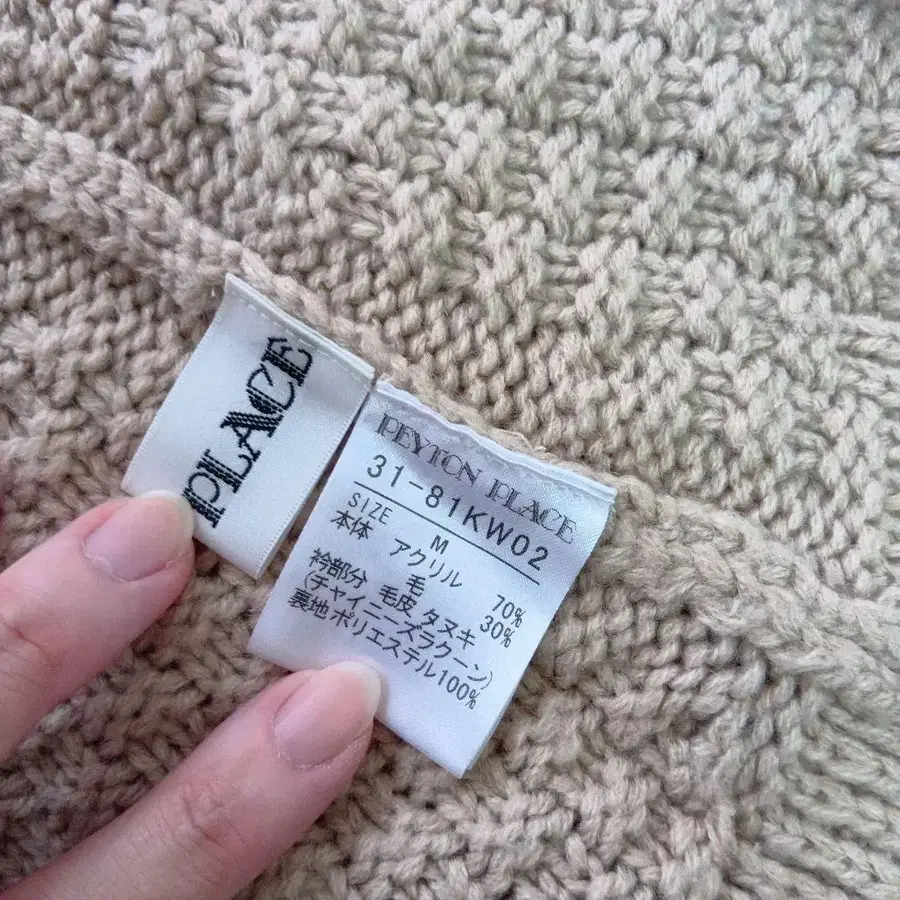 PLACE
PEYTON PLACE
31-81KW02
SIZE M
本体 アクリル 70%
毛 30%
衿部分 毛皮 タヌキ
(チャイニーズラクーン)
裏地 ポリエステル100%